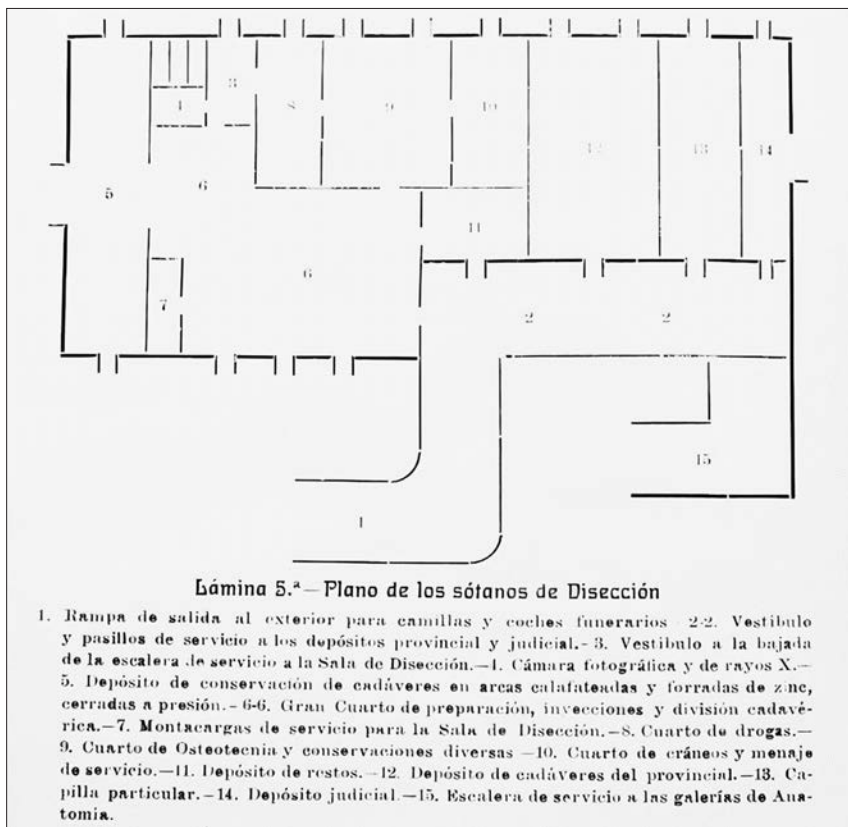 3
4
8
9
10
12
13
14
5
6
11
6
7
2
2
15
1
Lámina 5.ª—Plano de los sótanos de Disección
1. Rampa de salida al exterior para camillas y coches funerarios 2-2. Vestíbulo
y pasillos de servicio a los depósitos provincial y judicial.-3. Vestíbulo a la bajada
de la escalera de servicio a la Sala de Disección.—4. Cámara fotográfica y de rayos X.—
5. Depósito de conservación de cadáveres en arcas calafateadas y forradas de zinc,
cerradas a presión.-6-6. Gran Cuarto de preparación, inyecciones y división cadavé-
rica.—7. Montacargas de servicio para la Sala de Disección.—8. Cuarto de drogas.—
9. Cuarto de Osteotecnia y conservaciones diversas —10. Cuarto de cráneos y menaje
de servicio.—11. Depósito de restos.—12. Depósito de cadáveres del provincial.—13. Ca-
pilla particular.—14. Depósito judicial.—15. Escalera de servicio a las galerías de Ana-
tomía.